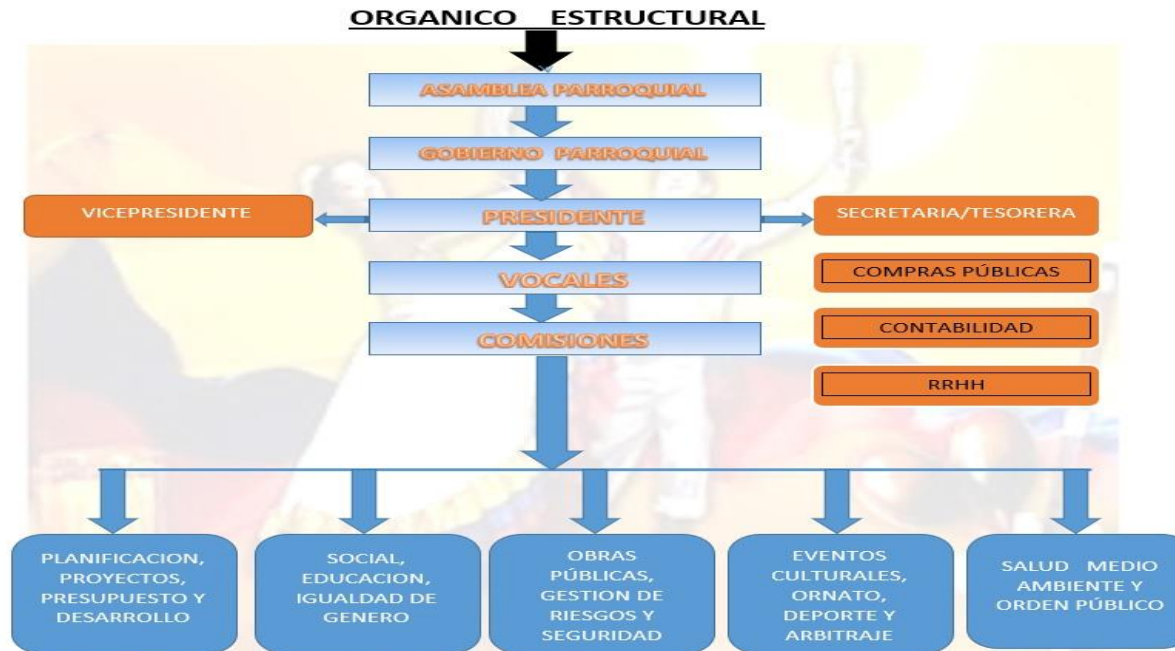 ORGANICO ESTRUCTURAL
ASAMBLEA PARROQUIAL
GOBIERNO PARROQUIAL
VICEPRESIDENTE
PRESIDENTE
SECRETARIA/TESORERA
VOCALES
COMPRAS PÚBLICAS
COMISIONES
CONTABILIDAD
RRHH
PLANIFICACION,
PROYECTOS,
PRESUPUESTO Y
DESARROLLO
SOCIAL,
EDUCACION,
IGUALDAD DE
GENERO
OBRAS
PÚBLICAS,
GESTION DE
RIESGOS Y
SEGURIDAD
EVENTOS
CULTURALES,
ORNATO,
DEPORTE Y
ARBITRAJE
SALUD MEDIO
AMBIENTE Y
ORDEN PÚBLICO